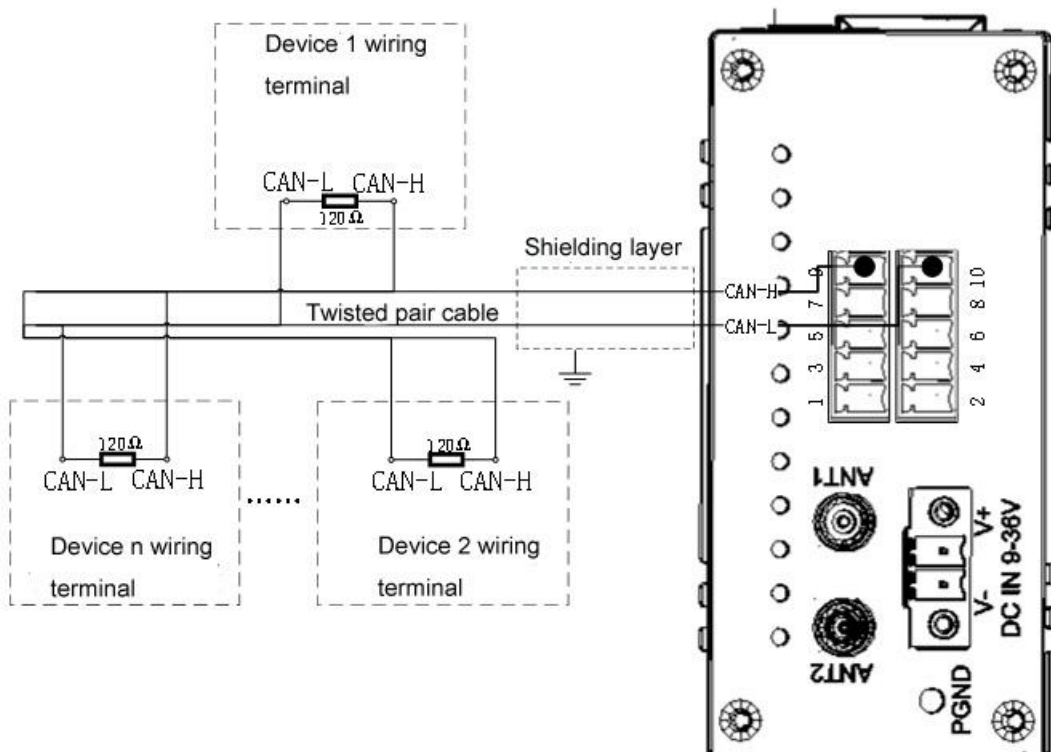 Device 1 wiring
terminal
CAN-L CAN-H
120Ω
Shielding layer
CAN-H
Twisted pair cable
CAN-L
9
7
5
3
1
10
8
6
4
2
120Ω
CAN-L CAN-H
Device n wiring
terminal
......
120Ω
CAN-L CAN-H
Device 2 wiring
terminal
ANT1
ANT2
V+
V-
DC IN 9-36V
PGND